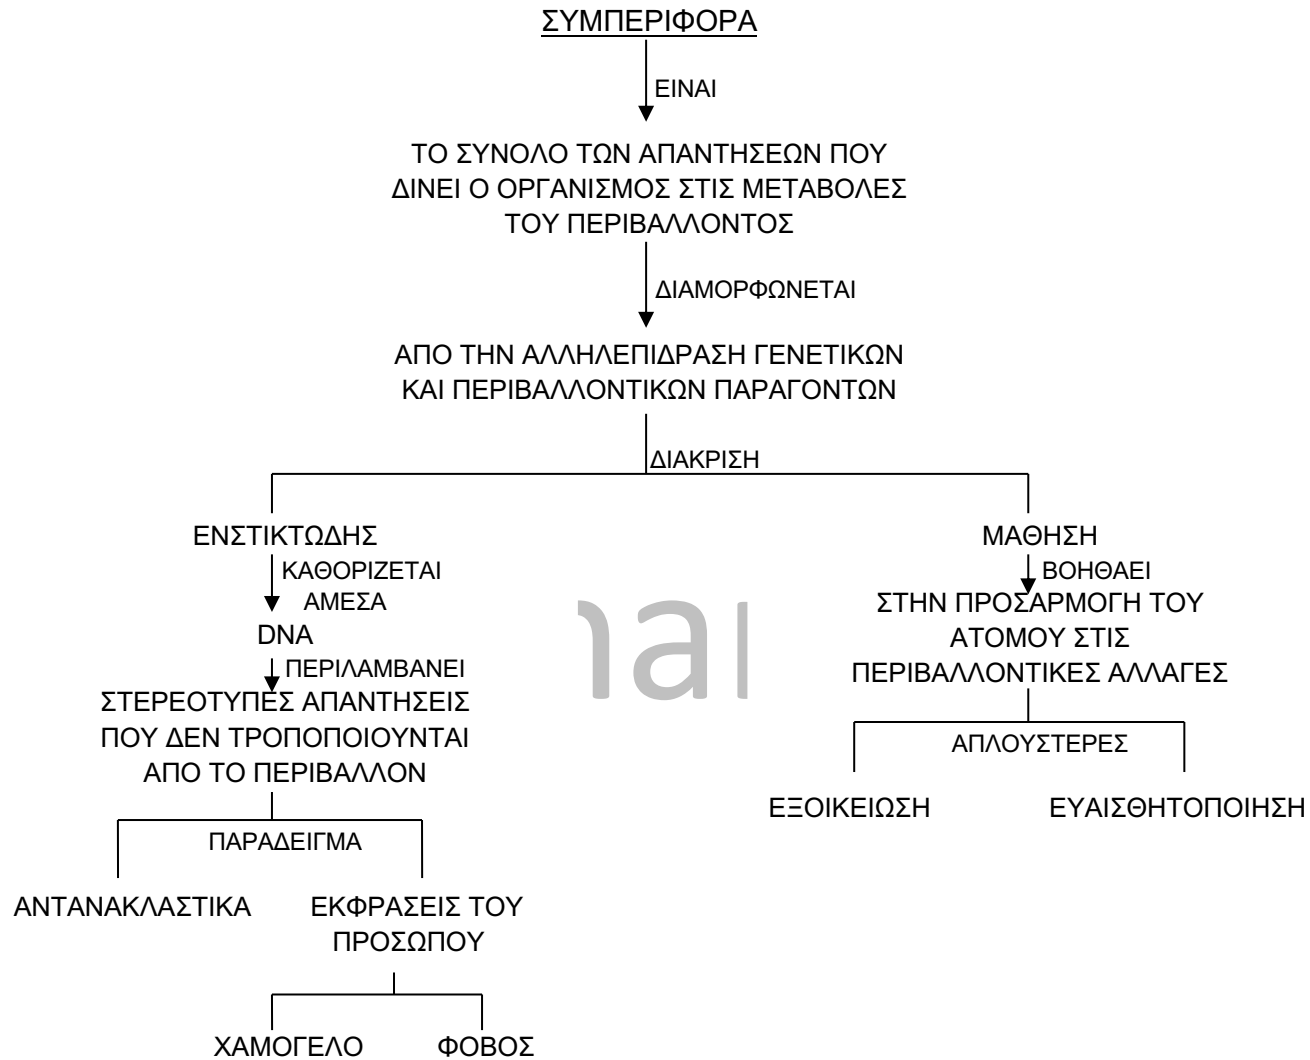 ΣΥΜΠΕΡΙΦΟΡΑ
ΕΙΝΑΙ
ΤΟ ΣΥΝΟΛΟ ΤΩΝ ΑΠΑΝΤΗΣΕΩΝ ΠΟΥ
ΔΙΝΕΙ Ο ΟΡΓΑΝΙΣΜΟΣ ΣΤΙΣ ΜΕΤΑΒΟΛΕΣ
ΤΟΥ ΠΕΡΙΒΑΛΛΟΝΤΟΣ
ΔΙΑΜΟΡΦΩΝΕΤΑΙ
ΑΠΟ ΤΗΝ ΑΛΛΗΛΕΠΙΔΡΑΣΗ ΓΕΝΕΤΙΚΩΝ
ΚΑΙ ΠΕΡΙΒΑΛΛΟΝΤΙΚΩΝ ΠΑΡΑΓΟΝΤΩΝ
ΔΙΑΚΡΙΣΗ
ΕΝΣΤΙΚΤΩΔΗΣ
ΚΑΘΟΡΙΖΕΤΑΙ
ΑΜΕΣΑ
DNA
ΠΕΡΙΛΑΜΒΑΝΕΙ
ΣΤΕΡΕΟΤΥΠΕΣ ΑΠΑΝΤΗΣΕΙΣ
ΠΟΥ ΔΕΝ ΤΡΟΠΟΠΟΙΟΥΝΤΑΙ
ΑΠΟ ΤΟ ΠΕΡΙΒΑΛΛΟΝ
ΠΑΡΑΔΕΙΓΜΑ
ΑΝΤΑΝΑΚΛΑΣΤΙΚΑ
ΕΚΦΡΑΣΕΙΣ ΤΟΥ
ΠΡΟΣΩΠΟΥ
ΧΑΜΟΓΕΛΟ
ΦΟΒΟΣ
ΜΑΘΗΣΗ
ΒΟΗΘΑΕΙ
ΣΤΗΝ ΠΡΟΣΑΡΜΟΓΗ ΤΟΥ
ΑΤΟΜΟΥ ΣΤΙΣ
ΠΕΡΙΒΑΛΛΟΝΤΙΚΕΣ ΑΛΛΑΓΕΣ
ΑΠΛΟΥΣΤΕΡΕΣ
ΕΞΟΙΚΕΙΩΣΗ
ΕΥΑΙΣΘΗΤΟΠΟΙΗΣΗ